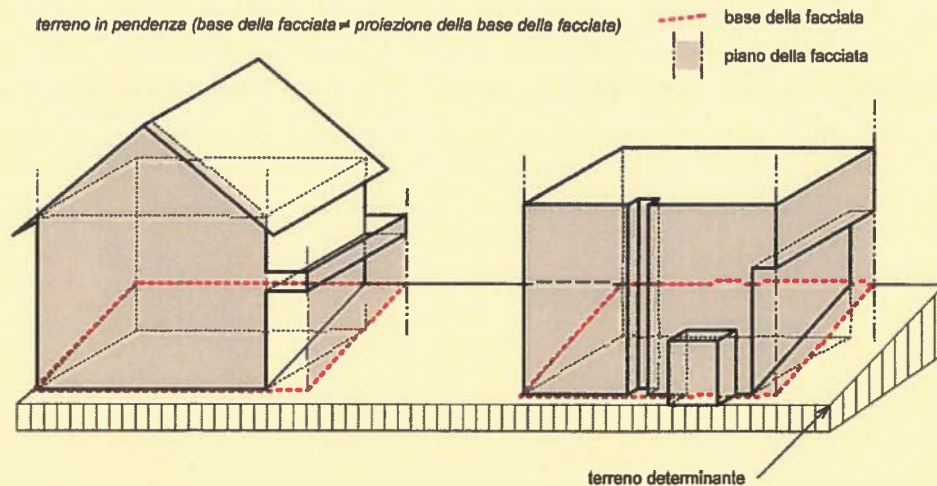 terreno in pendenza (base della facciata ≠ proiezione della base della facciata)
base della facciata
piano della facciata
terreno determinante